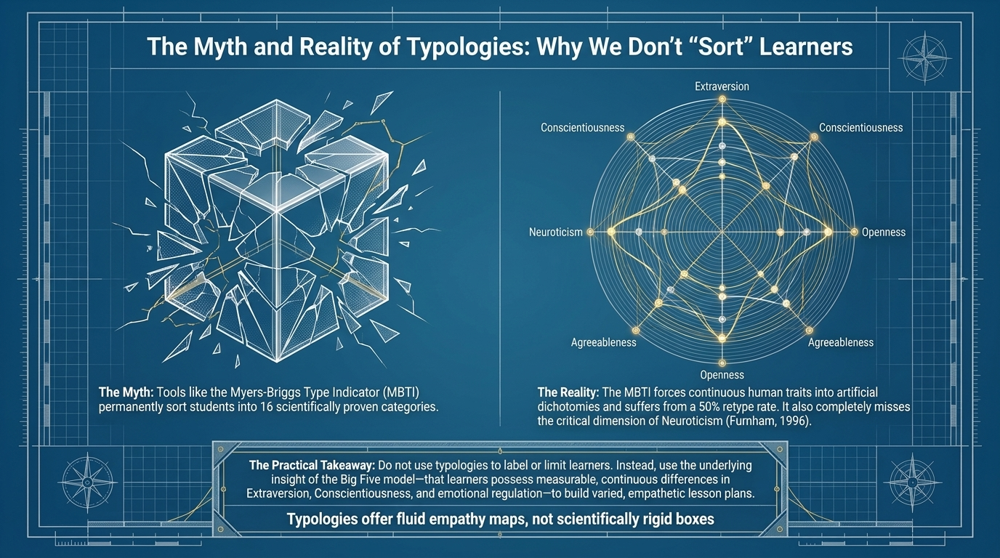 The Myth and Reality of Typologies: Why We Don’t “Sort” Learners
Extraversion
Conscientiousness
Conscientiousness
Neuroticism
Openness
Agreeableness
Agreeableness
Openness
The Myth: Tools like the Myers-Briggs Type Indicator (MBTI)
permanently sort students into 16 scientifically proven categories.
The Reality: The MBTI forces continuous human traits into artificial
dichotomies and suffers from a 50% retype rate. It also completely misses
the critical dimension of Neuroticism (Furnham, 1996).
The Practical Takeaway: Do not use typologies to label or limit learners. Instead, use the underlying
insight of the Big Five model—that learners possess measurable, continuous differences in
Extraversion, Conscientiousness, and emotional regulation—to build varied, empathetic lesson plans.
Typologies offer fluid empathy maps, not scientifically rigid boxes